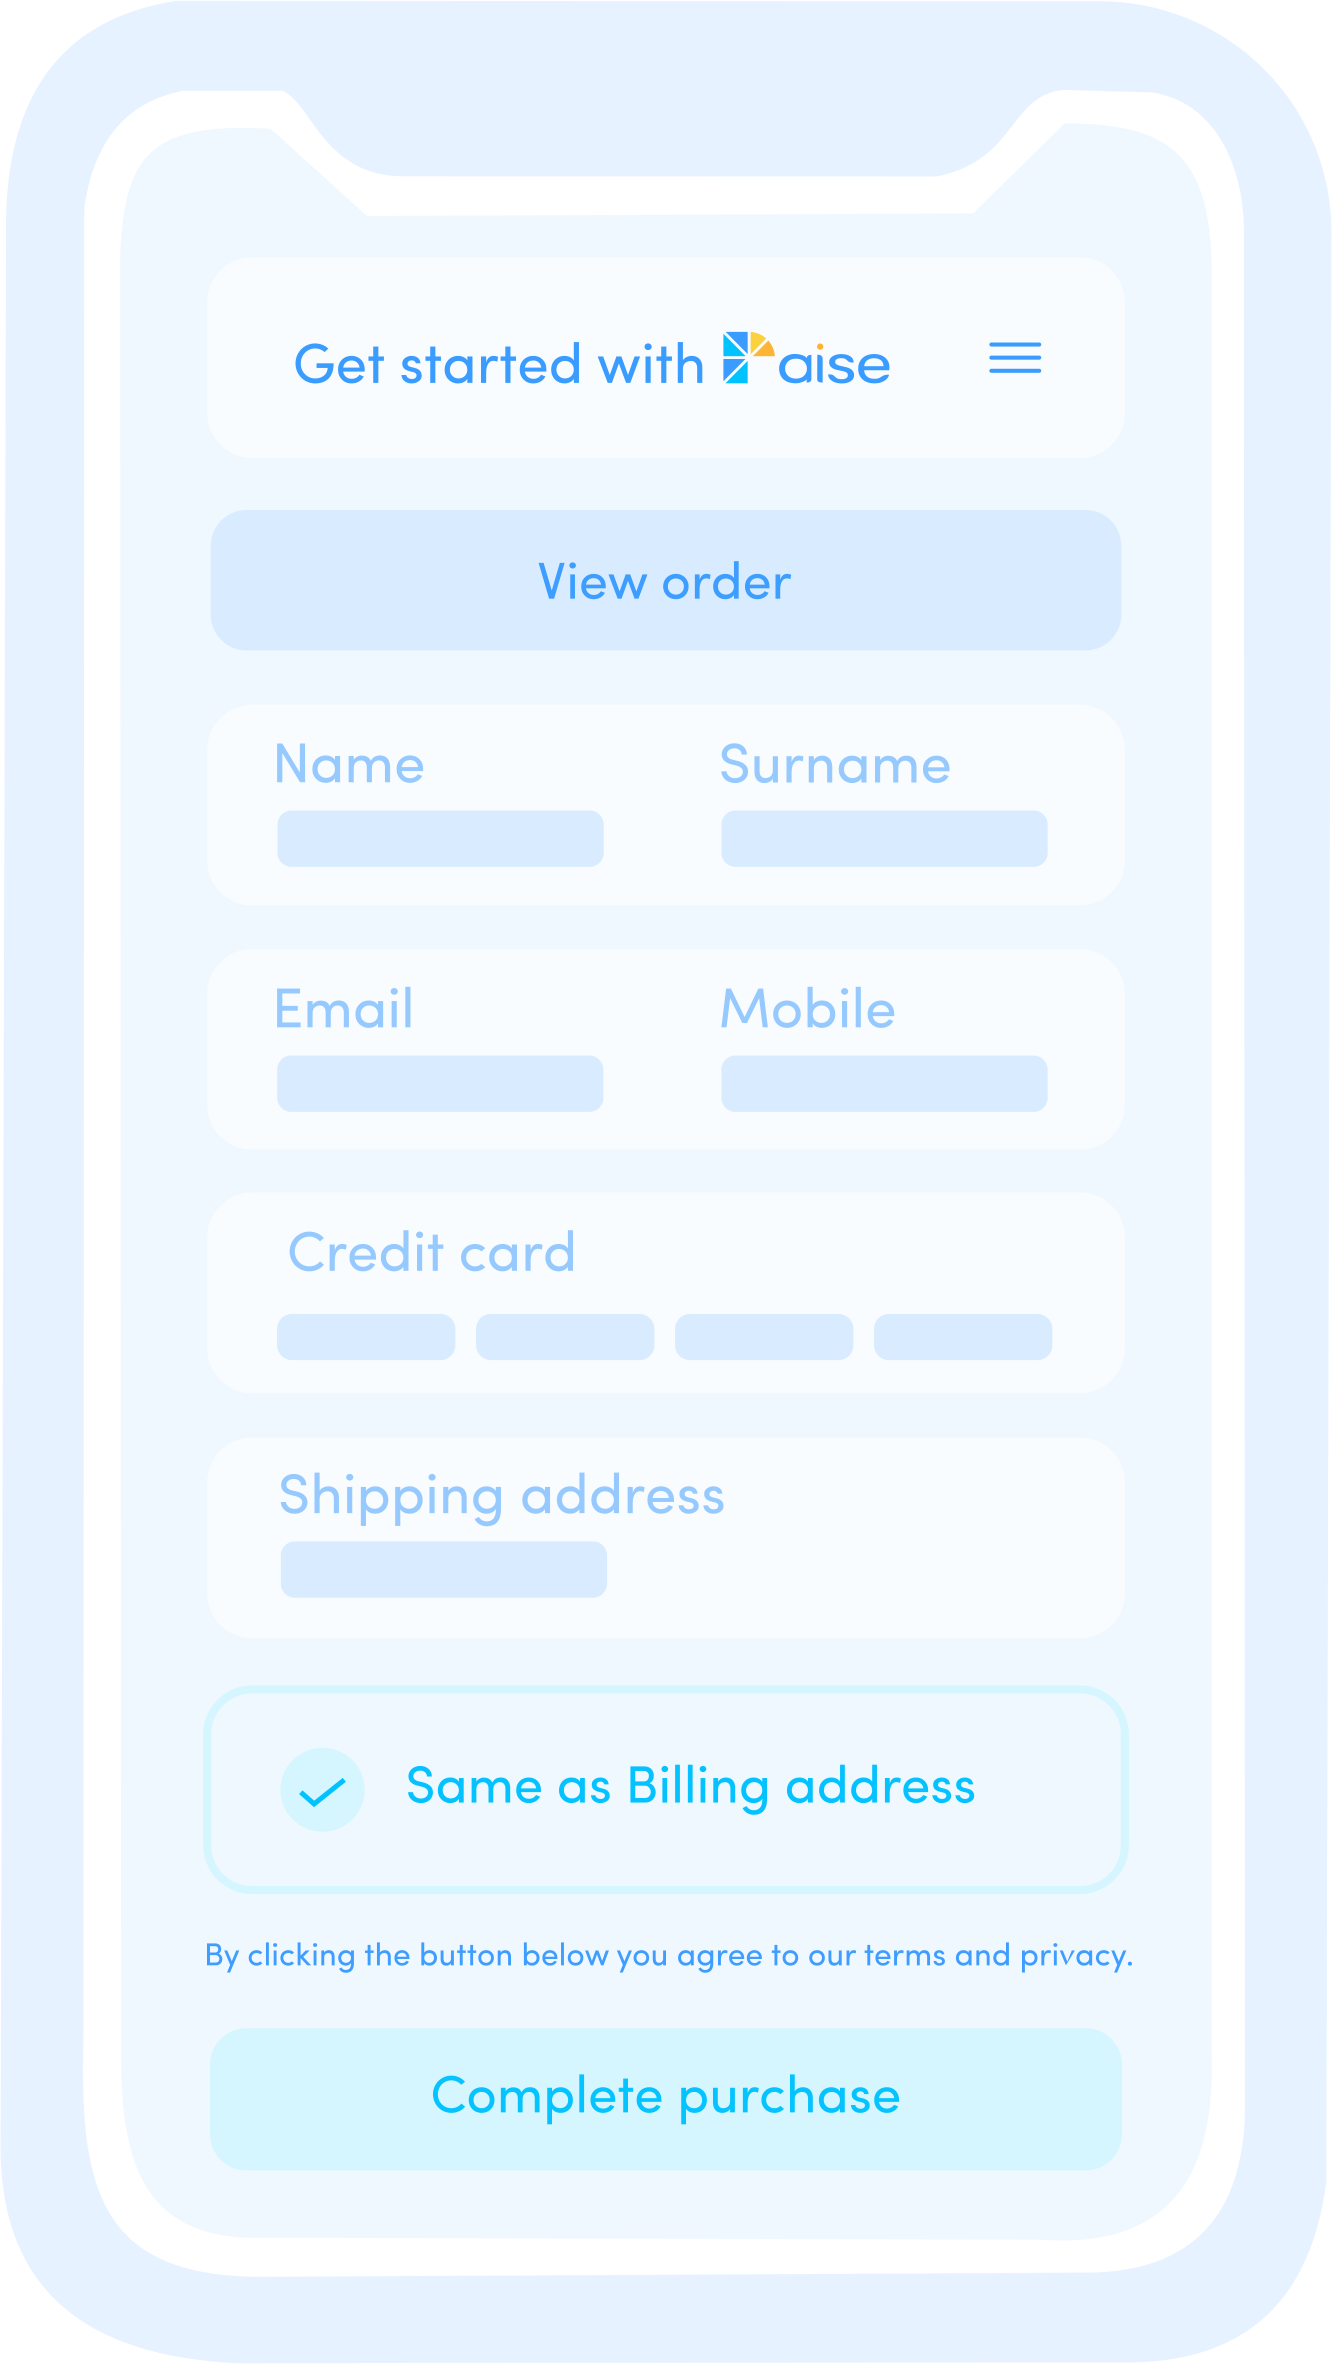 Get started with Paise
View order
Name Surname
Email Mobile
Credit card
Shipping address
Same as Billing address
By clicking the button below you agree to our terms and privacy.
Complete purchase